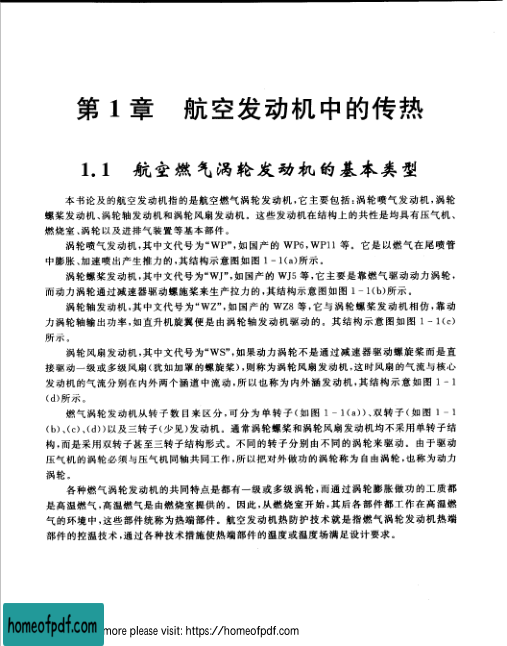 第 1 章　航空发动机中的传热
1.1　航空燃气涡轮发动机的基本类型
本书论及的航空发动机指的是航空燃气涡轮发动机,它主要包括:涡轮喷气发动机、涡轮
螺桨发动机、涡轮轴发动机和涡轮风扇发动机。这些发动机在结构上的共性是均具有压气机、
燃烧室、涡轮以及进排气装置等基本部件。
涡轮喷气发动机,其中文代号为“WP”,如国产的 WP6,WP11 等。它是以燃气在尾喷管
中膨胀、加速喷出产生推力的,其结构示意图如图 1-1(a)所示。
涡轮螺桨发动机,其中文代号为“WJ”,如国产的 WJ5 等,它主要是靠燃气驱动动力涡轮,
而动力涡轮通过减速器驱动螺旋桨来产生拉力的,其结构示意图如图 1-1(b)所示。
涡轮轴发动机,其中文代号为“WZ”,如国产的 WZ8 等,它与涡轮螺桨发动机相仿,靠动
力涡轮轴输出功率,如直升机旋翼便是由涡轮轴发动机驱动的。其结构示意图如图 1-1(c)
所示。
涡轮风扇发动机,其中文代号为“WS”,如果动力涡轮不是通过减速器驱动螺旋桨而是直
接驱动一级或多级风扇(犹如加罩的螺旋桨),则称为涡轮风扇发动机,这时风扇的气流与核心
发动机的气流分别在内外两个涵道中流动,所以也称为内外涵发动机,其结构示意如图 1-1
(d)所示。
燃气涡轮发动机从转子数目来区分,可分为单转子(如图 1-1(a))、双转子(如图 1-1
(b)、(c)、(d))以及三转子(少见)发动机。通常涡轮螺桨和涡轮风扇发动机均不采用单转子结
构,而是采用双转子甚至三转子结构形式。不同的转子分别由不同的涡轮来驱动。由于驱动
压气机的涡轮必须与压气机同轴共同工作,所以把对外做功的涡轮称为自由涡轮,也称为动力
涡轮。
各种燃气涡轮发动机的共同特点是都有一级或多级涡轮,而通过涡轮膨胀做功的工质都
是高温燃气,高温燃气是由燃烧室提供的。因此,从燃烧室开始,其后各部件都工作在高温燃
气的环境中,这些部件统称为热端部件。航空发动机热防护技术就是指燃气涡轮发动机热端
部件的控温技术,通过各种技术措施使热端部件的温度或温度场满足设计要求。
homeofpdf.com more please visit: https://homeofpdf.com